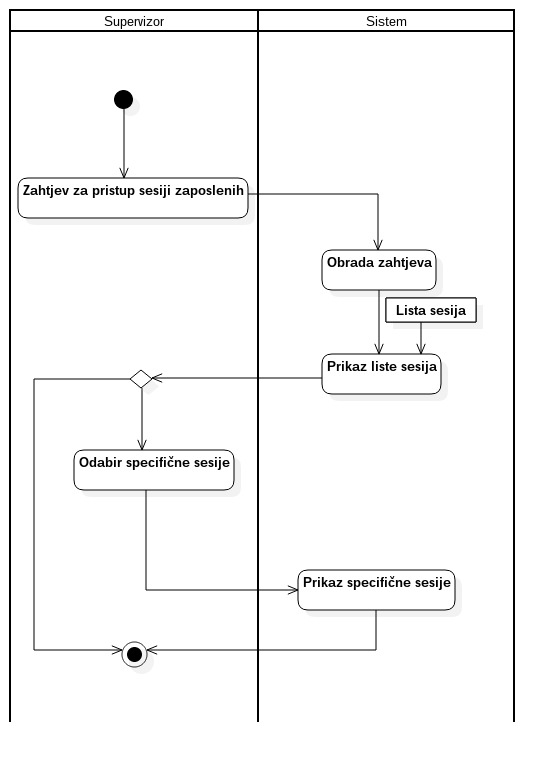 Supervizor
Sistem
Zahtjev za pristup sesiji zaposlenih
Obrada zahtjeva
Lista sesija
Prikaz liste sesija
Odabir specifične sesije
Prikaz specifične sesije